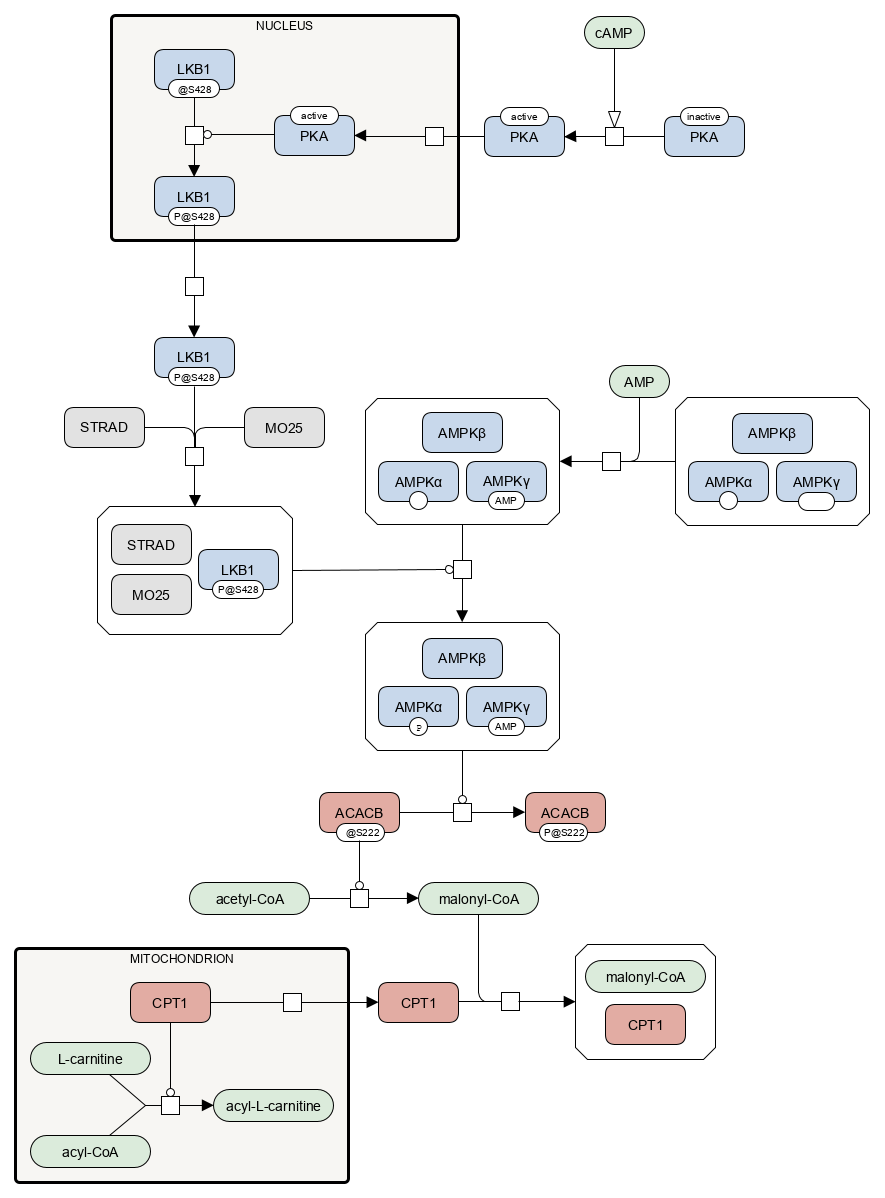 NUCLEUS
cAMP
LKB1
@S428
active
PKA
active
PKA
inactive
PKA
LKB1
P@S428
LKB1
P@S428
STRAD
MO25
AMP
AMPKβ
AMPKα
AMPKγ
AMP
AMPKβ
AMPKα
AMPKγ
STRAD
LKB1
P@S428
MO25
AMPKβ
AMPKα
P
AMPKγ
AMP
ACACB
@S222
ACACB
P@S222
acetyl-CoA
malonyl-CoA
MITOCHONDRION
CPT1
CPT1
malonyl-CoA
CPT1
L-carnitine
acyl-L-carnitine
acyl-CoA